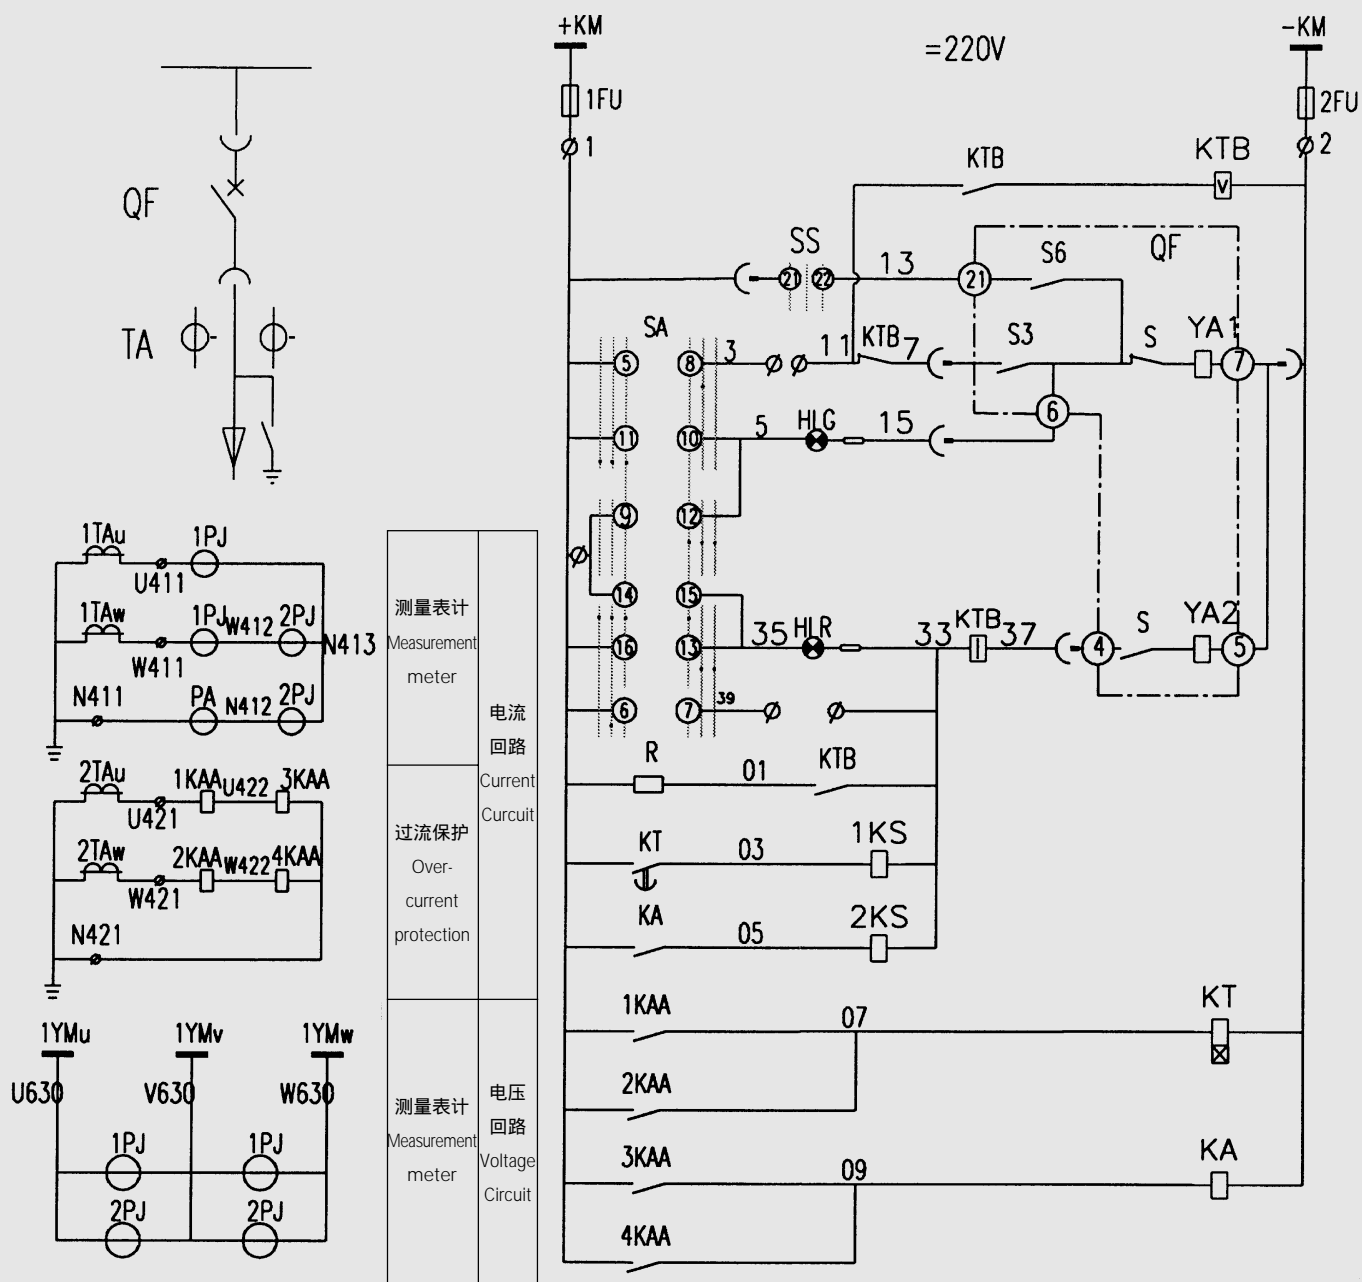 +KM
=220V
-KM
1FU
2FU
1
2
KTB
KTB
V
QF
SS
21
22
13
21
S6
QF
TA
SA
5
8
3
11
KTB
7
S3
S
YA1
7
6
11
10
5
HLG
15
9
12
14
15
16
13
35
HLR
33
KTB
37
4
S
YA2
5
6
7
39
R
01
KTB
KT
03
1KS
KA
05
2KS
1KAA
07
KT
2KAA
3KAA
09
KA
4KAA
1TAu
1PJ
U411
1TAw
1PJ
W412
2PJ
N413
W411
N411
PA
N412
2PJ
2TAu
1KAA
U422
3KAA
U421
2TAw
2KAA
W422
4KAA
W421
N421
1YMu
1YMv
1YMw
U630
V630
W630
1PJ
1PJ
2PJ
2PJ
测量表计
Measurement
meter
电流
回路
Current
Curcuit
过流保护
Over-
current
protection
测量表计
Measurement
meter
电压
回路
Voltage
Circuit